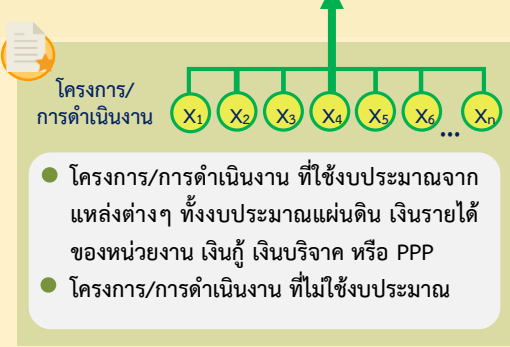 โครงการ/
การดำเนินงาน
X1 X2 X3 X4 X5 X6 ... Xn
● โครงการ/การดำเนินงาน ที่ใช้งบประมาณจาก
แหล่งต่างๆ ทั้งงบประมาณแผ่นดิน เงินรายได้
ของหน่วยงาน เงินกู้ เงินบริจาค หรือ PPP
● โครงการ/การดำเนินงาน ที่ไม่ใช้งบประมาณ